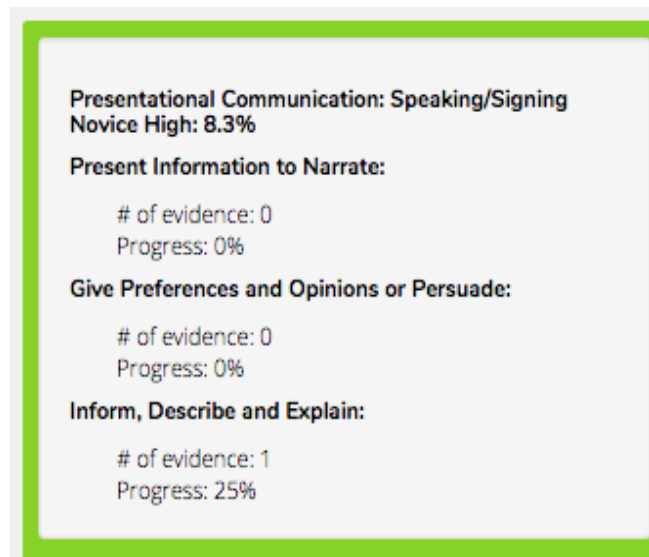 Presentational Communication: Speaking/Signing
Novice High: 8.3%
Present Information to Narrate:
# of evidence: 0
Progress: 0%
Give Preferences and Opinions or Persuade:
# of evidence: 0
Progress: 0%
Inform, Describe and Explain:
# of evidence: 1
Progress: 25%